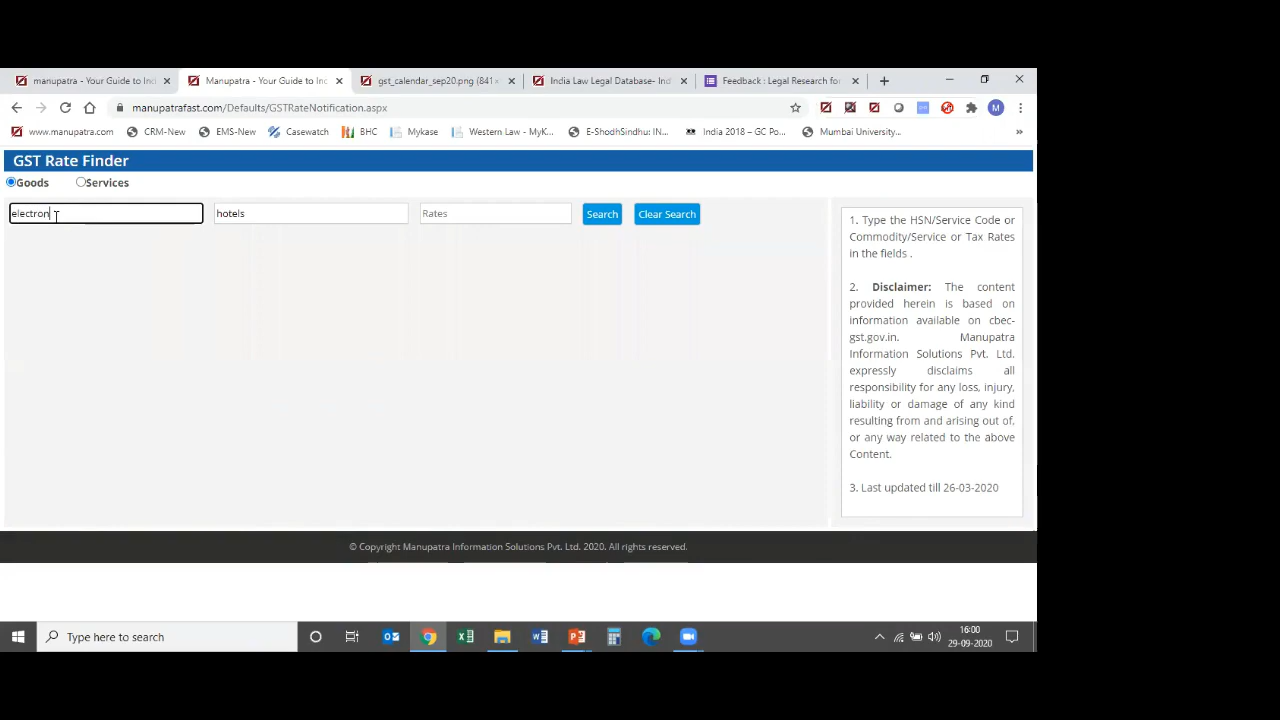 manupatra - Your Guide to Ind
Manupatra - Your Guide to Inc
gst_calendar_sep20.png (841×
India Law Legal Database- Ind
Feedback : Legal Research for
manupatrafast.com/Defaults/GSTRateNotification.aspx
M
www.manupatra.com
CRM-New
EMS-New
Casewatch
BHC
Mykase
Western Law - MyK...
E-ShodhSindhu: IN...
India 2018 – GC Po...
Mumbai University...
»
GST Rate Finder
Goods
Services
electron
hotels
Rates
Search
Clear Search
1. Type the HSN/Service Code or
Commodity/Service or Tax Rates
in the fields .
2. Disclaimer: The content
provided herein is based on
information available on cbec-
gst.gov.in. Manupatra
Information Solutions Pvt. Ltd.
expressly disclaims all
responsibility for any loss, injury,
liability or damage of any kind
resulting from and arising out of,
or any way related to the above
Content.
3. Last updated till 26-03-2020
© Copyright Manupatra Information Solutions Pvt. Ltd. 2020. All rights reserved.
Type here to search
16:00
29-09-2020